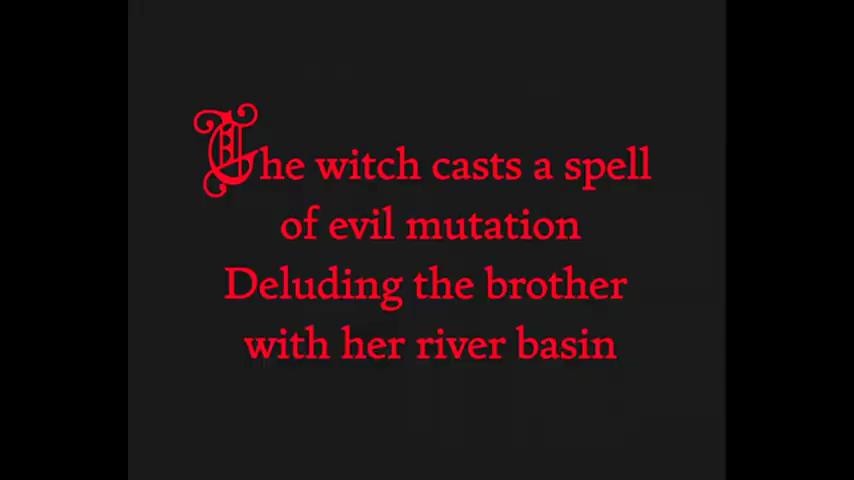 The witch casts a spell
of evil mutation
Deluding the brother
with her river basin